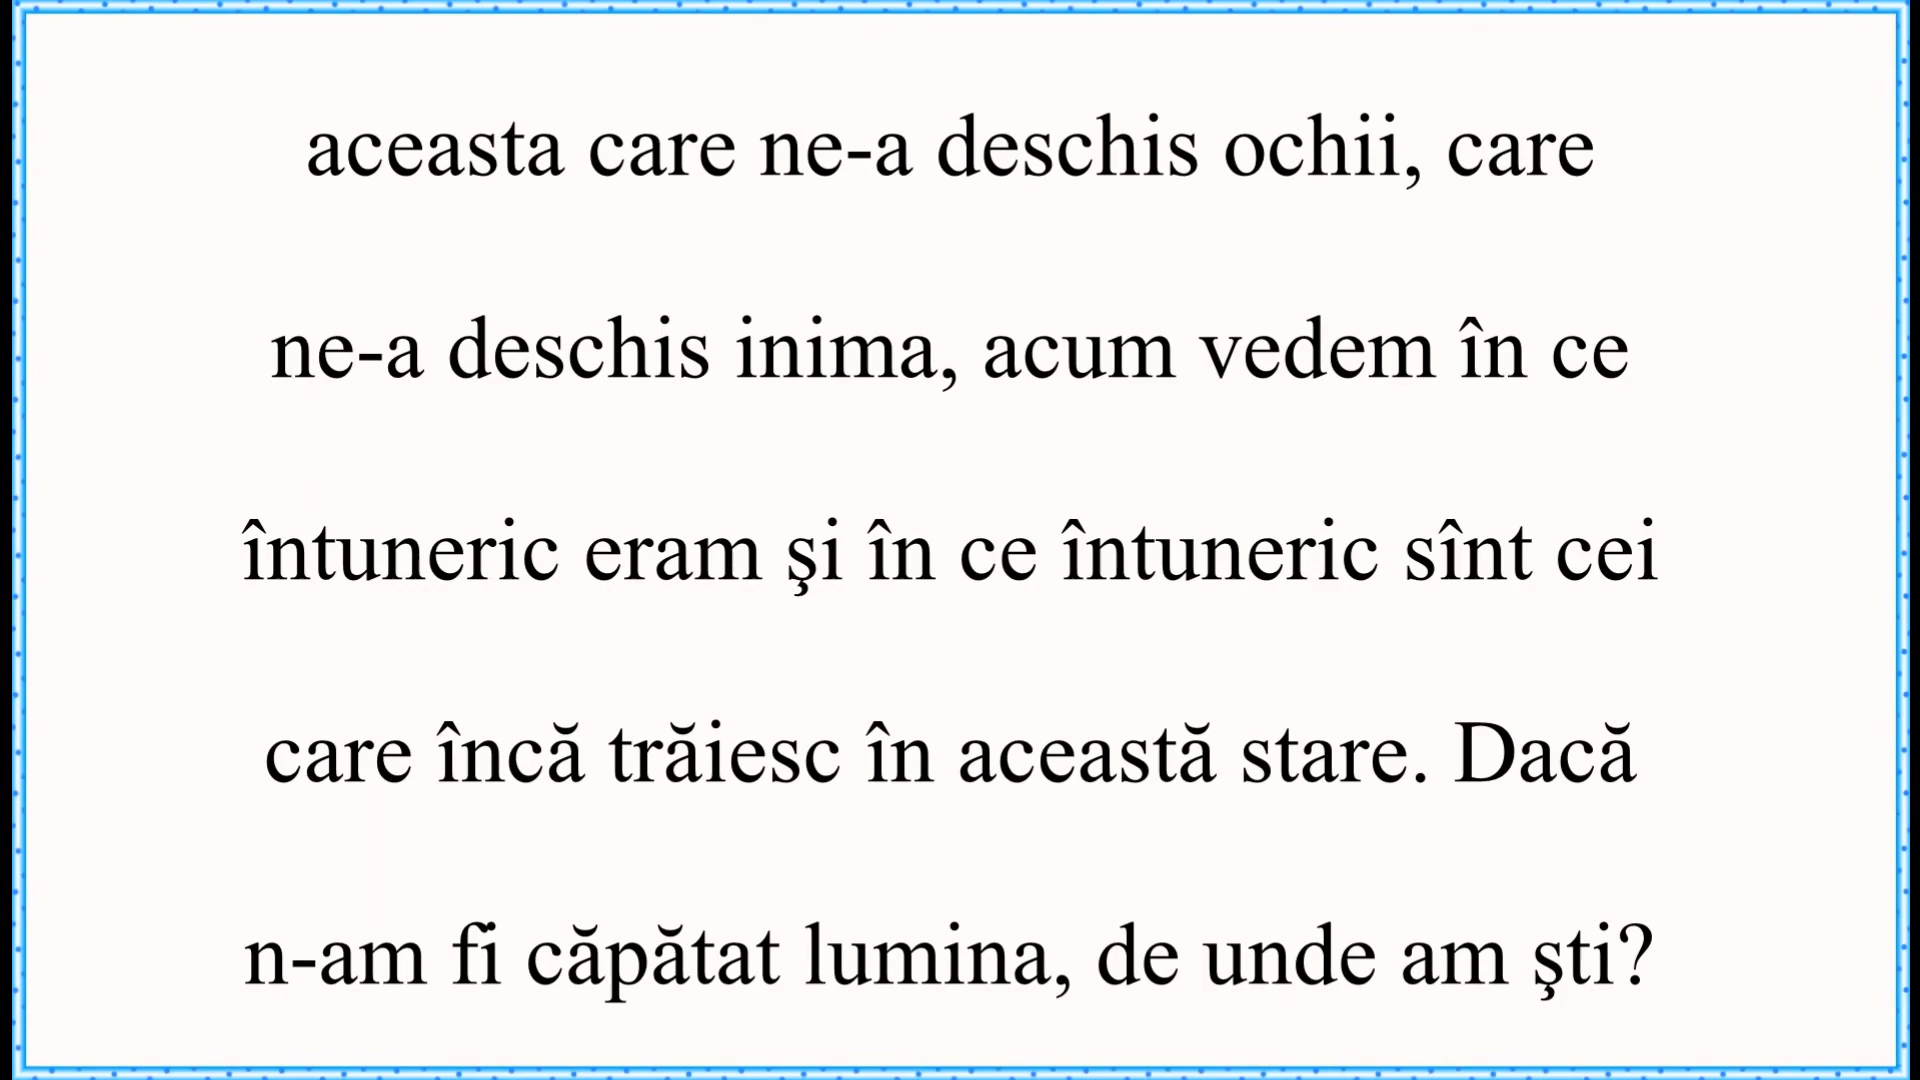 aceasta care ne-a deschis ochii, care
ne-a deschis inima, acum vedem în ce
întuneric eram şi în ce întuneric sînt cei
care încă trăiesc în această stare. Dacă
n-am fi căpătat lumina, de unde am şti?